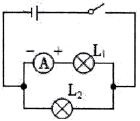 − A + L₁
L₂